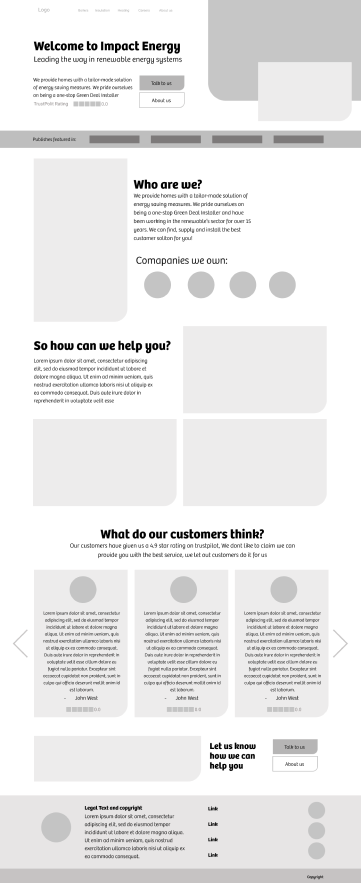 Logo
About us
Welcome to Impact Energy
Leading the way in renewable energy systems
We provide homes with a tailor-made solution
of energy saving measures. We pride ourselves
on being a one-stop Green Deal Installer
TrustPilot Rating 5.0
Talk to us
About us
Publishes featured in:
Who are we?
We provide homes with a tailor-made solution of
energy saving measures. We pride ourselves on
being a one-stop Green Deal Installer and have
been working in the renewable's sector for over 15
years. We can find, supply and install the best
customer soliton for you!
Comapanies we own:
So how can we help you?
Lorem ipsum dolor sit amet, consectetur adipiscing
elit, sed do eiusmod tempor incididunt ut labore et
dolore magna aliqua. Ut enim ad minim veniam, quis
nostrud exercitation ullamco laboris nisi ut aliquip ex
ea commodo consequat. Duis aute irure dolor in
reprehenderit in voluptate velit esse
What do our customers think?
Our customers have given us a 4.9 star rating on trustpilot, We dont like to claim we can
provide you with the best service, we let out customers do it for us
Lorem ipsum dolor sit amet, consectetur
adipiscing elit, sed do eiusmod tempor
incididunt ut labore et dolore magna aliqua.
Ut enim ad minim veniam, quis
nostrud exercitation ullamco laboris nisi
ut aliquip ex ea commodo consequat.
Duis aute irure dolor in reprehenderit in
voluptate velit esse cillum dolore eu
fugiat nulla pariatur. Excepteur sint
occaecat cupidatat non proident, sunt in
culpa qui officia deserunt mollit anim id
est laborum.
- John West
5.0
Lorem ipsum dolor sit amet, consectetur
adipiscing elit, sed do eiusmod tempor
incididunt ut labore et dolore magna aliqua.
Ut enim ad minim veniam, quis
nostrud exercitation ullamco laboris nisi
ut aliquip ex ea commodo consequat.
Duis aute irure dolor in reprehenderit in
voluptate velit esse cillum dolore eu
fugiat nulla pariatur. Excepteur sint
occaecat cupidatat non proident, sunt in
culpa qui officia deserunt mollit anim id
est laborum.
- John West
5.0
Lorem ipsum dolor sit amet, consectetur
adipiscing elit, sed do eiusmod tempor
incididunt ut labore et dolore magna aliqua.
Ut enim ad minim veniam, quis
nostrud exercitation ullamco laboris nisi
ut aliquip ex ea commodo consequat.
Duis aute irure dolor in reprehenderit in
voluptate velit esse cillum dolore eu
fugiat nulla pariatur. Excepteur sint
occaecat cupidatat non proident, sunt in
culpa qui officia deserunt mollit anim id
est laborum.
- John West
5.0
Let us know
how we can
help you
Talk to us
About us
Legal Text and copyright
Lorem ipsum dolor sit amet, consectetur
adipiscing elit, sed do eiusmod tempor
incididunt ut labore et dolore magna aliqua.
Ut enim ad minim veniam, quis nostrud
exercitation ullamco laboris nisi ut aliquip ex
ea commodo consequat.
Link
Link
Link
Link
Copyright